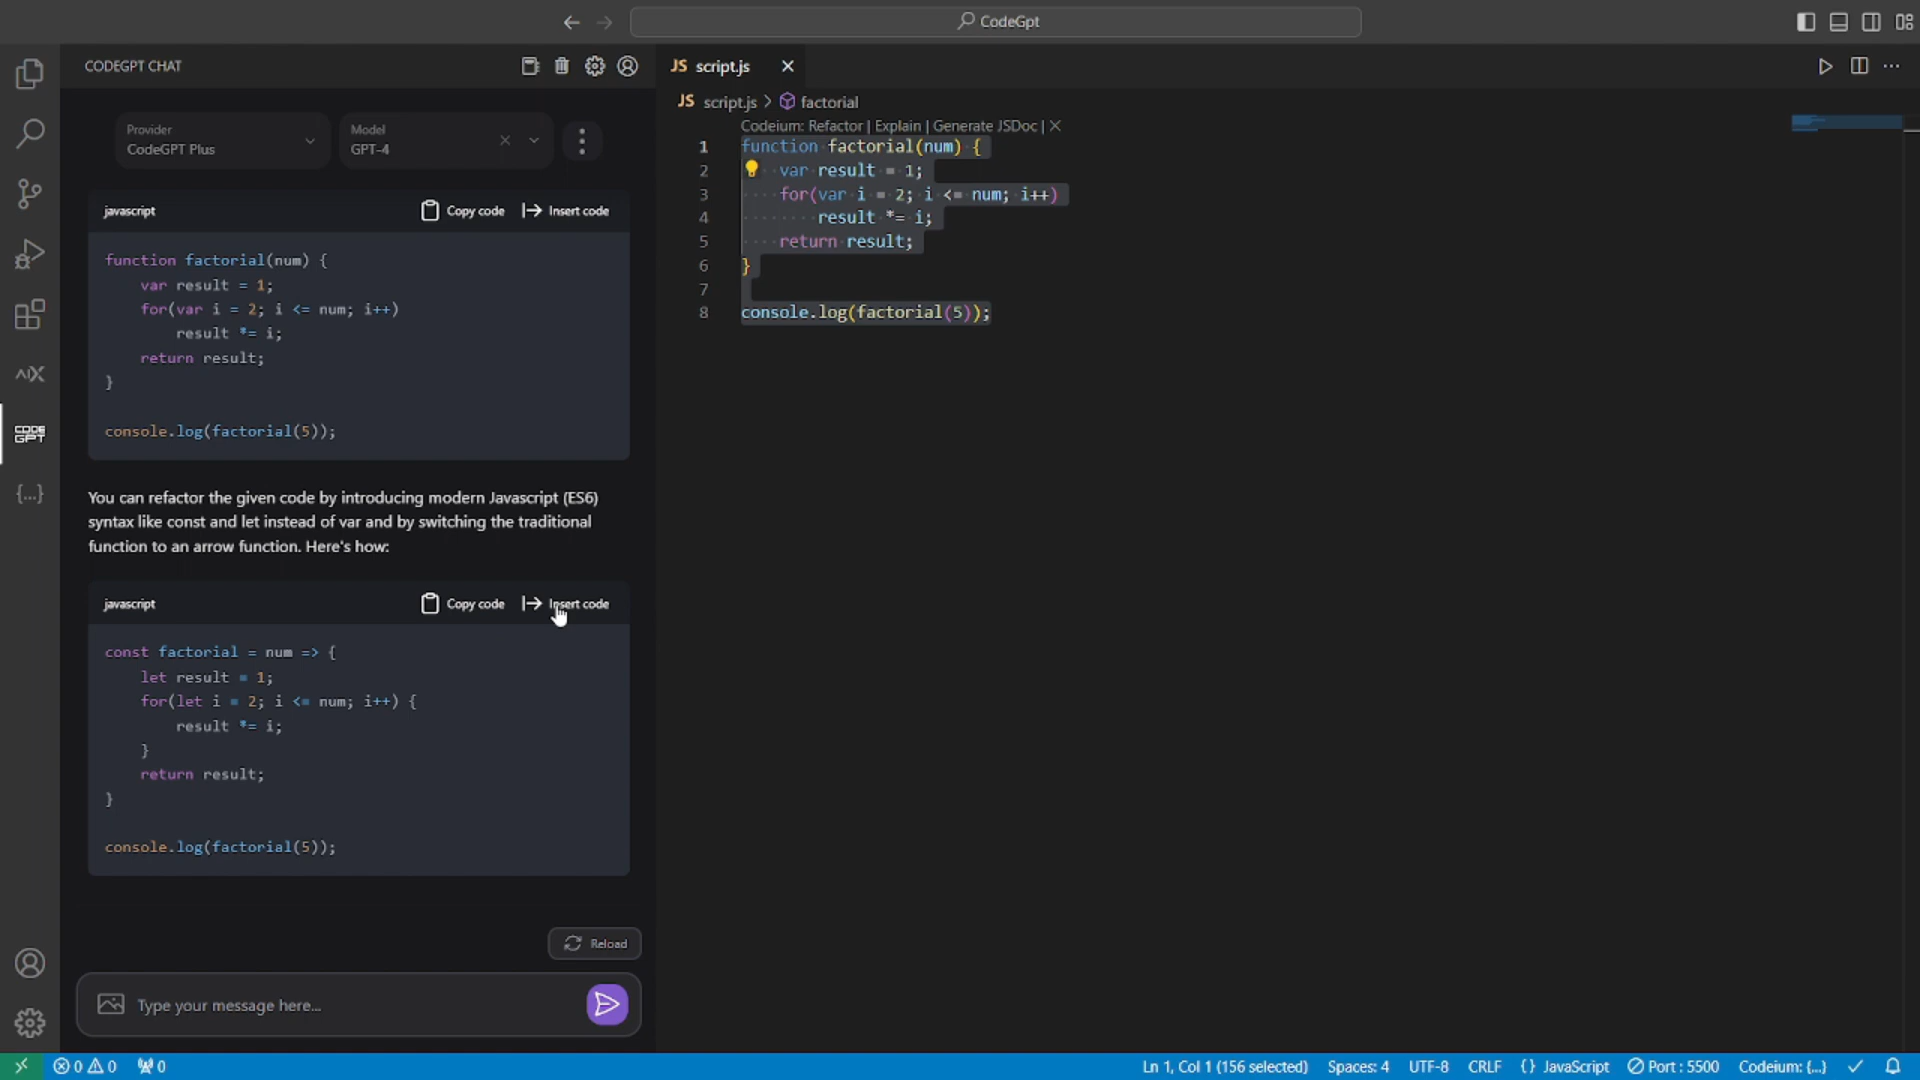 CodeGpt
CODEGPT CHAT
JS script.js
Provider
CodeGPT Plus
Model
GPT-4
javascript
Copy code
Insert code
function factorial(num) {
    var result = 1;
    for(var i = 2; i <= num; i++)
        result *= i;
    return result;
}
console.log(factorial(5));
You can refactor the given code by introducing modern Javascript (ES6)
syntax like const and let instead of var and by switching the traditional
function to an arrow function. Here's how:
javascript
Copy code
Insert code
const factorial = num => {
    let result = 1;
    for(let i = 2; i <= num; i++) {
        result *= i;
    }
    return result;
}
console.log(factorial(5));
Reload
Type your message here...
CODE
GPT
{...}
JS script.js > factorial
Codeium: Refactor | Explain | Generate JSDoc | X
1 function factorial(num) {
2 ····var result = 1;
3 ····for(var i = 2; i <= num; i++)
4 ········result *= i;
5 ····return result;
6 }
7
8 console.log(factorial(5));
0 0 0
Ln 1, Col 1 (156 selected) Spaces: 4 UTF-8 CRLF {} JavaScript Port : 5500 Codeium: {...}